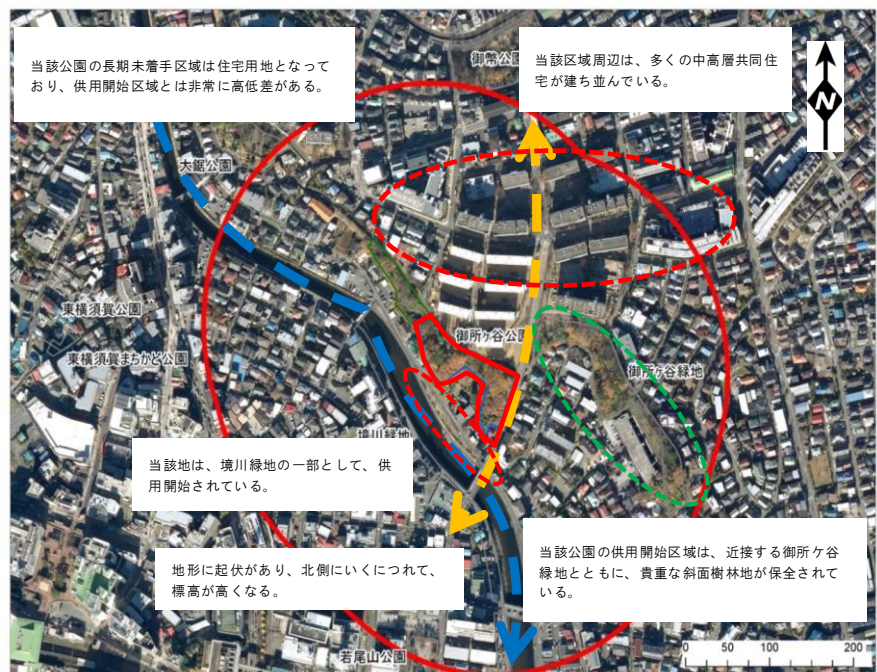 当該公園の長期未着手区域は住宅用地となって
おり、供用開始区域とは非常に高低差がある。
御幣公園
当該区域周辺は、多くの中高層共同住
宅が建ち並んでいる。
N
大鋸公園
東横須賀公園
東横須賀まちかど公園
御所ヶ谷公園
御所ヶ谷緑地
境川緑地
当該地は、境川緑地の一部として、供
用開始されている。
地形に起伏があり、北側にいくにつれて、
標高が高くなる。
当該公園の供用開始区域は、近接する御所ケ谷
緑地とともに、貴重な斜面樹林地が保全されて
いる。
若尾山公園
0 50 100 200 m